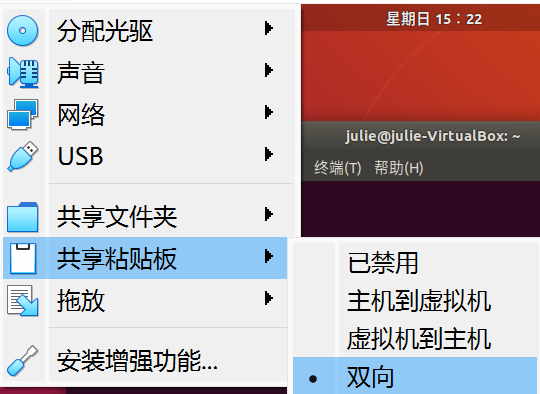 分配光驱
声音
网络
USB
共享文件夹
共享粘贴板
拖放
安装增强功能...
星期日 15：22
julie@julie-VirtualBox: ~
终端(T) 帮助(H)
已禁用
主机到虚拟机
虚拟机到主机
双向